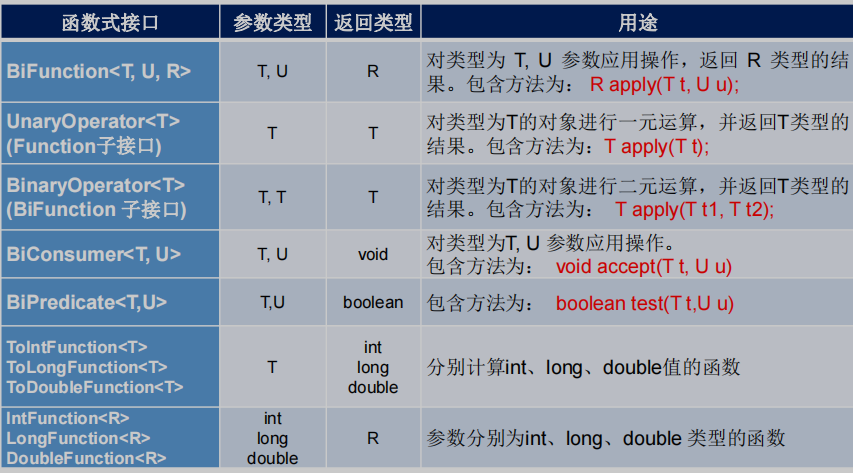 函数式接口 参数类型 返回类型 用途
BiFunction<T, U, R> T, U R 对类型为 T, U 参数应用操作，返回 R 类型的结
果。包含方法为： R apply(T t, U u);
UnaryOperator<T>
(Function子接口) T T 对类型为T的对象进行一元运算，并返回T类型的
结果。包含方法为：T apply(T t);
BinaryOperator<T>
(BiFunction 子接口) T, T T 对类型为T的对象进行二元运算，并返回T类型的
结果。包含方法为： T apply(T t1, T t2);
BiConsumer<T, U> T, U void 对类型为T, U 参数应用操作。
包含方法为： void accept(T t, U u)
BiPredicate<T,U> T,U boolean 包含方法为： boolean test(T t,U u)
ToIntFunction<T> int
ToLongFunction<T> T long 分别计算int、long、double值的函数
ToDoubleFunction<T> double
IntFunction<R> int
LongFunction<R> long R 参数分别为int、long、double 类型的函数
DoubleFunction<R> double